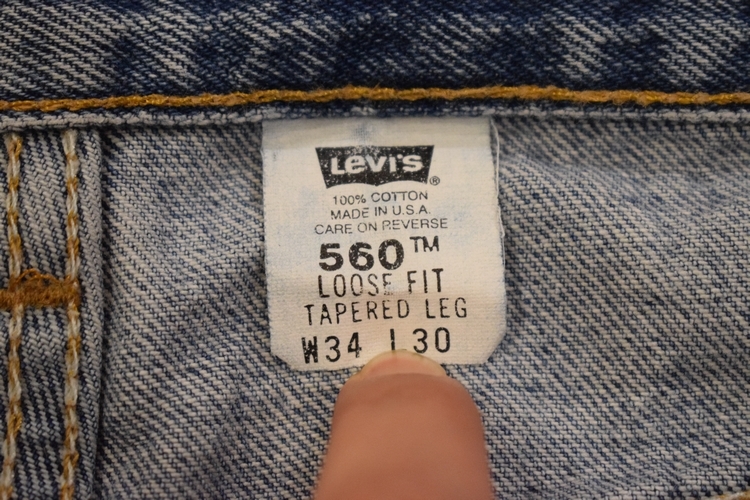 Levi's®
100% COTTON
MADE IN U.S.A.
CARE ON REVERSE
560™
LOOSE FIT
TAPERED LEG
W34 L30